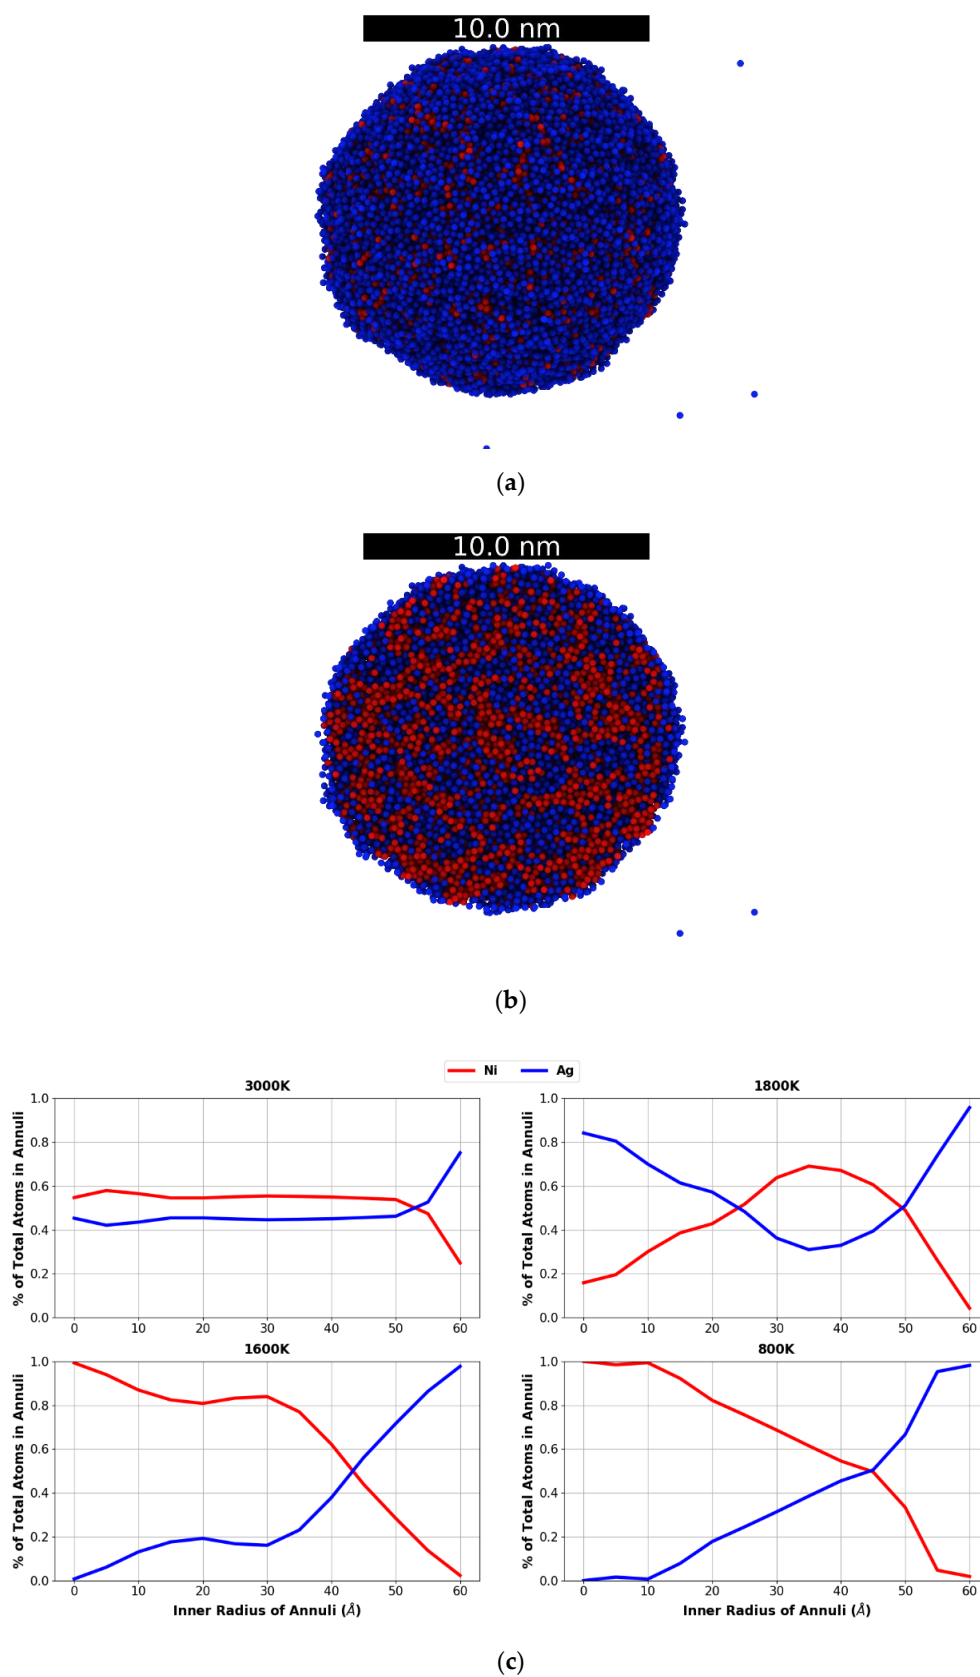 10.0 nm
(a)
10.0 nm
(b)
Ni Ag
3000K
1800K
% of Total Atoms in Annuli
1.0
0.8
0.6
0.4
0.2
0.0
0 10 20 30 40 50 60
% of Total Atoms in Annuli
1.0
0.8
0.6
0.4
0.2
0.0
0 10 20 30 40 50 60
1600K
800K
% of Total Atoms in Annuli
1.0
0.8
0.6
0.4
0.2
0.0
0 10 20 30 40 50 60
Inner Radius of Annuli (Å)
% of Total Atoms in Annuli
1.0
0.8
0.6
0.4
0.2
0.0
0 10 20 30 40 50 60
Inner Radius of Annuli (Å)
(c)